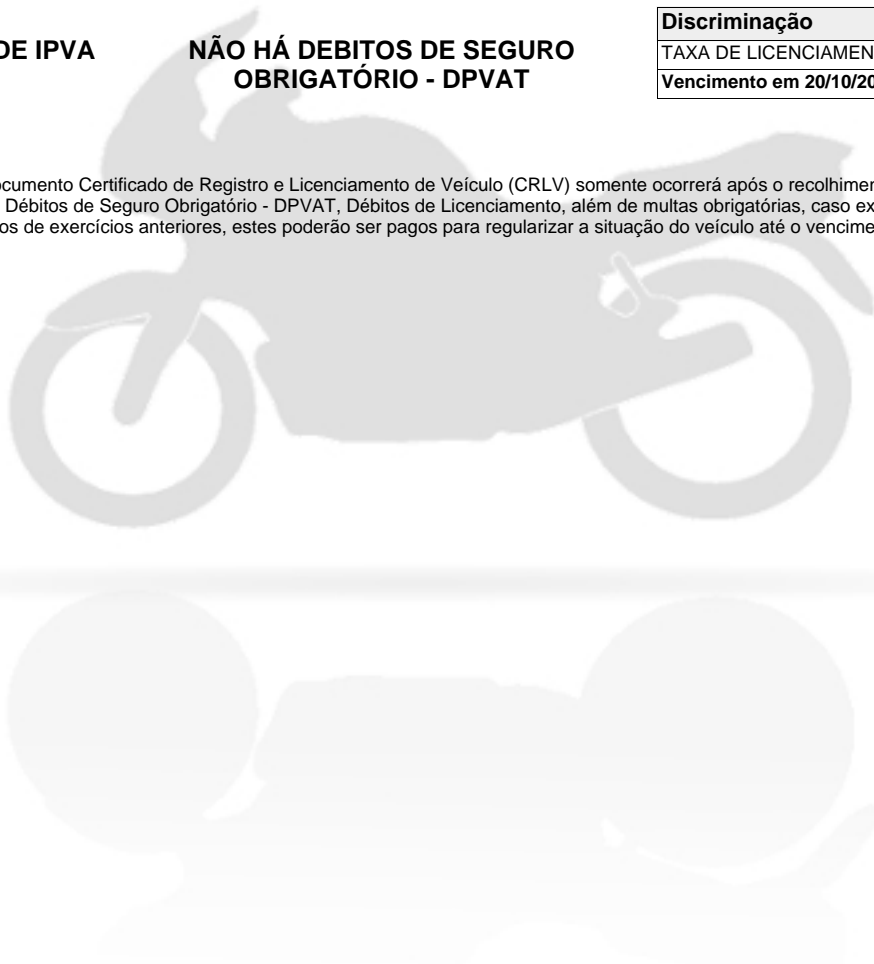 DE IPVA
NÃO HÁ DEBITOS DE SEGURO
OBRIGATÓRIO - DPVAT
Discriminação
TAXA DE LICENCIAMEN
Vencimento em 20/10/20
ocumento Certificado de Registro e Licenciamento de Veículo (CRLV) somente ocorrerá após o recolhimen
Débitos de Seguro Obrigatório - DPVAT, Débitos de Licenciamento, além de multas obrigatórias, caso ex
os de exercícios anteriores, estes poderão ser pagos para regularizar a situação do veículo até o vencime